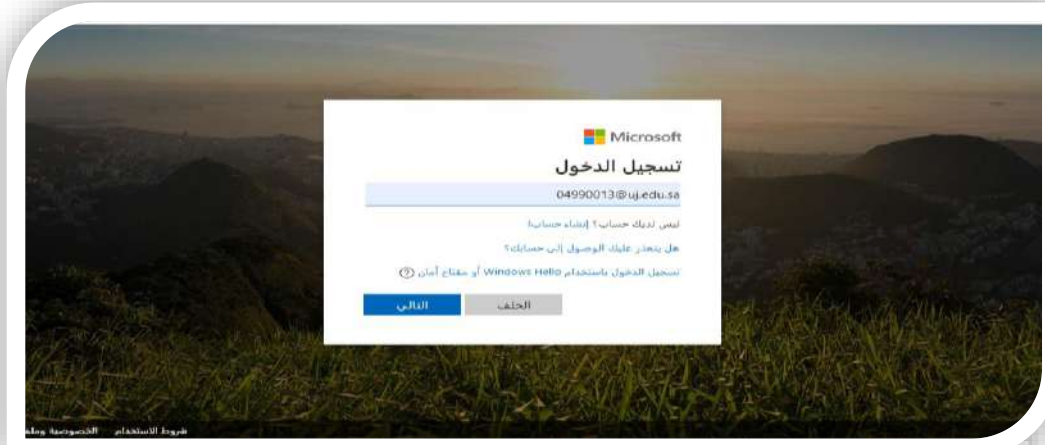 Microsoft
تسجيل الدخول
04990013@uj.edu.sa
ليس لديك حساب؟ إنشاء حساب!
هل يتعذر عليك الوصول إلى حسابك؟
تسجيل الدخول باستخدام Windows Hello أو مفتاح أمان
الخلف التالي
شروط الاستخدام الخصوصية وملف